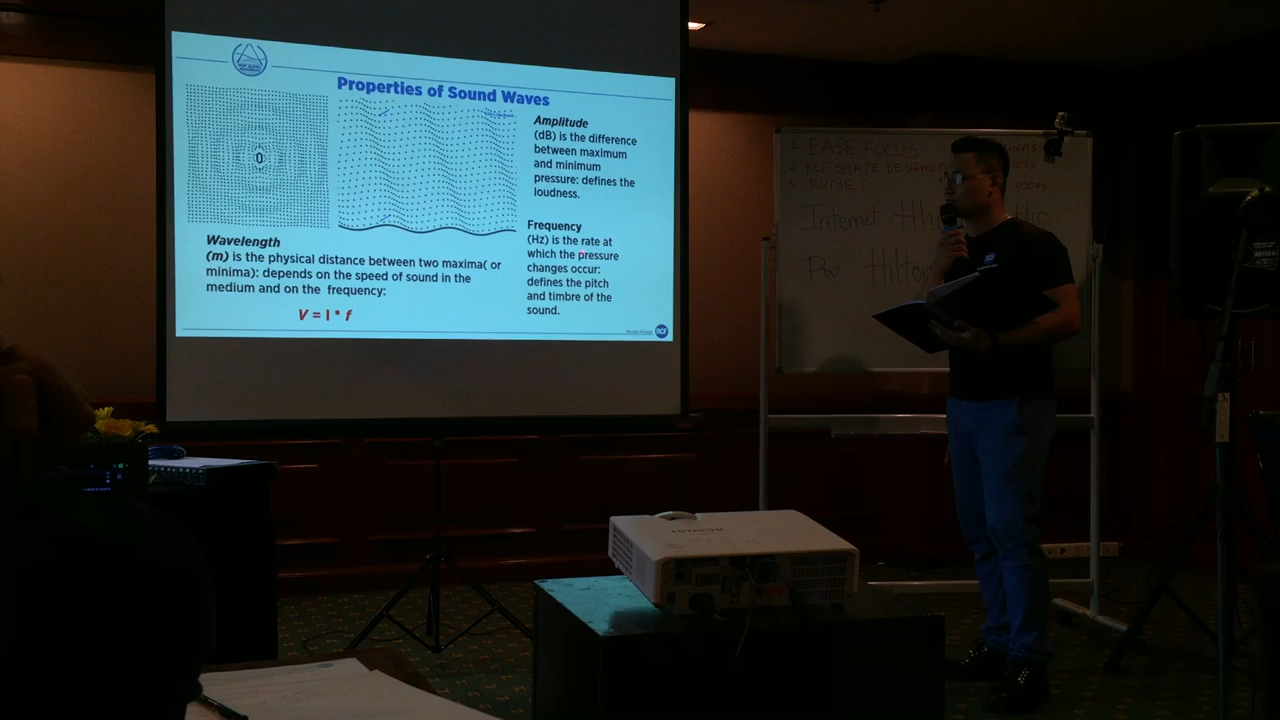 Properties of Sound Waves
Amplitude
(dB) is the difference
between maximum
and minimum
pressure: defines the
loudness.
Frequency
(Hz) is the rate at
which the pressure
changes occur:
defines the pitch
and timbre of the
sound.
Wavelength
(m) is the physical distance between two maxima( or
minima): depends on the speed of sound in the
medium and on the frequency:
V = l * f
RCF
1. EASE FOCUS
2. RCF SHAPE DESIGNER
3. RDNET
Internet
Hilton
HITACHI